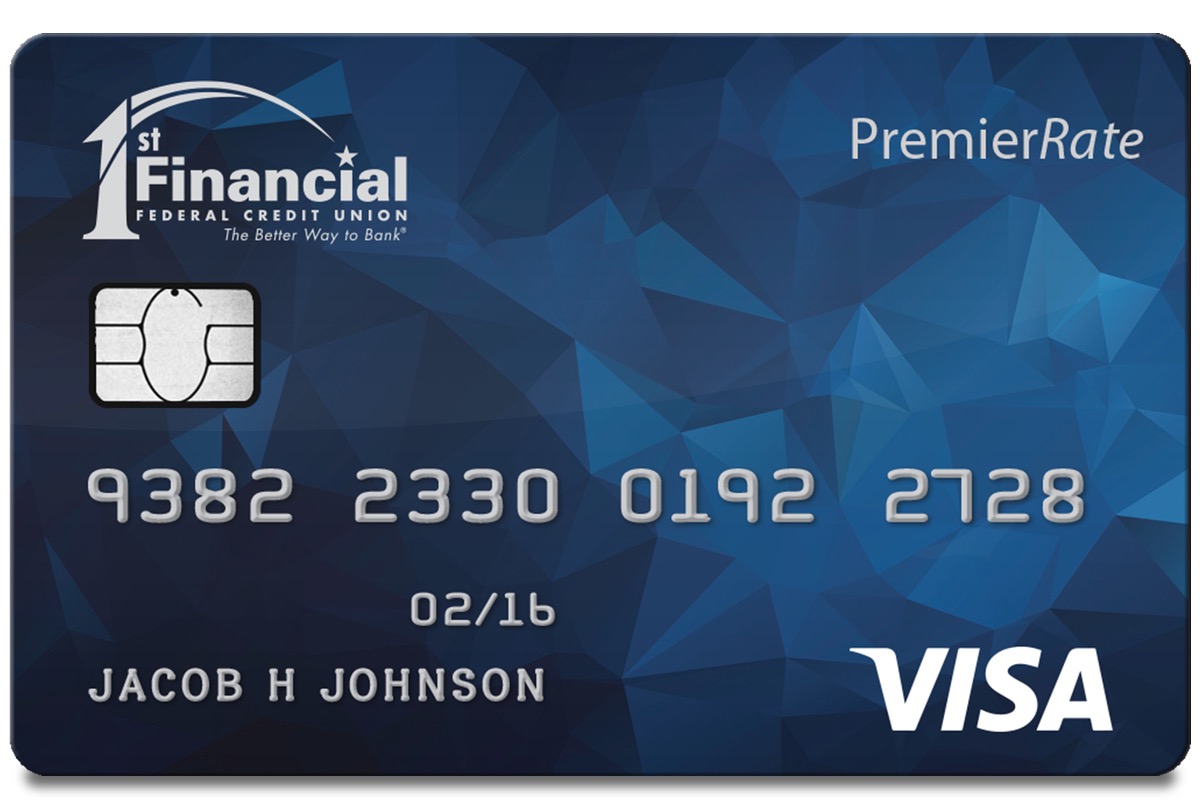 1st Financial
FEDERAL CREDIT UNION
The Better Way to Bank®
PremierRate
9382 2330 0192 2728
02/16
JACOB H JOHNSON
VISA